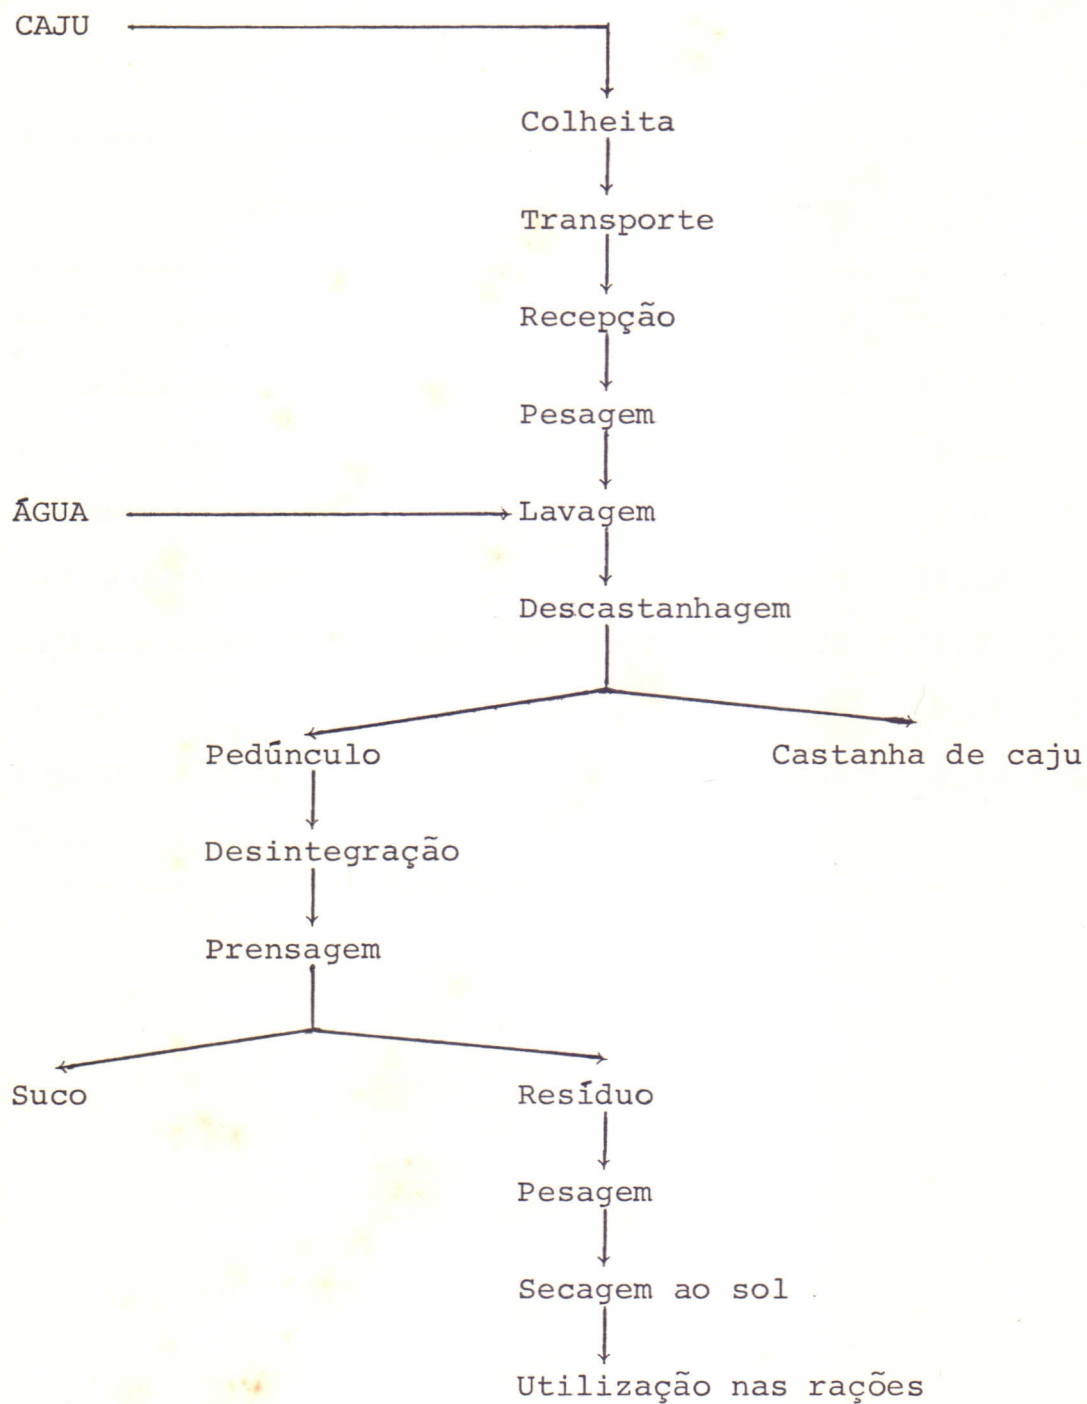 CAJU
Colheita
Transporte
Recepção
Pesagem
ÁGUA
Lavagem
Descastanhagem
Pedúnculo
Castanha de caju
Desintegração
Prensagem
Suco
Resíduo
Pesagem
Secagem ao sol
Utilização nas rações